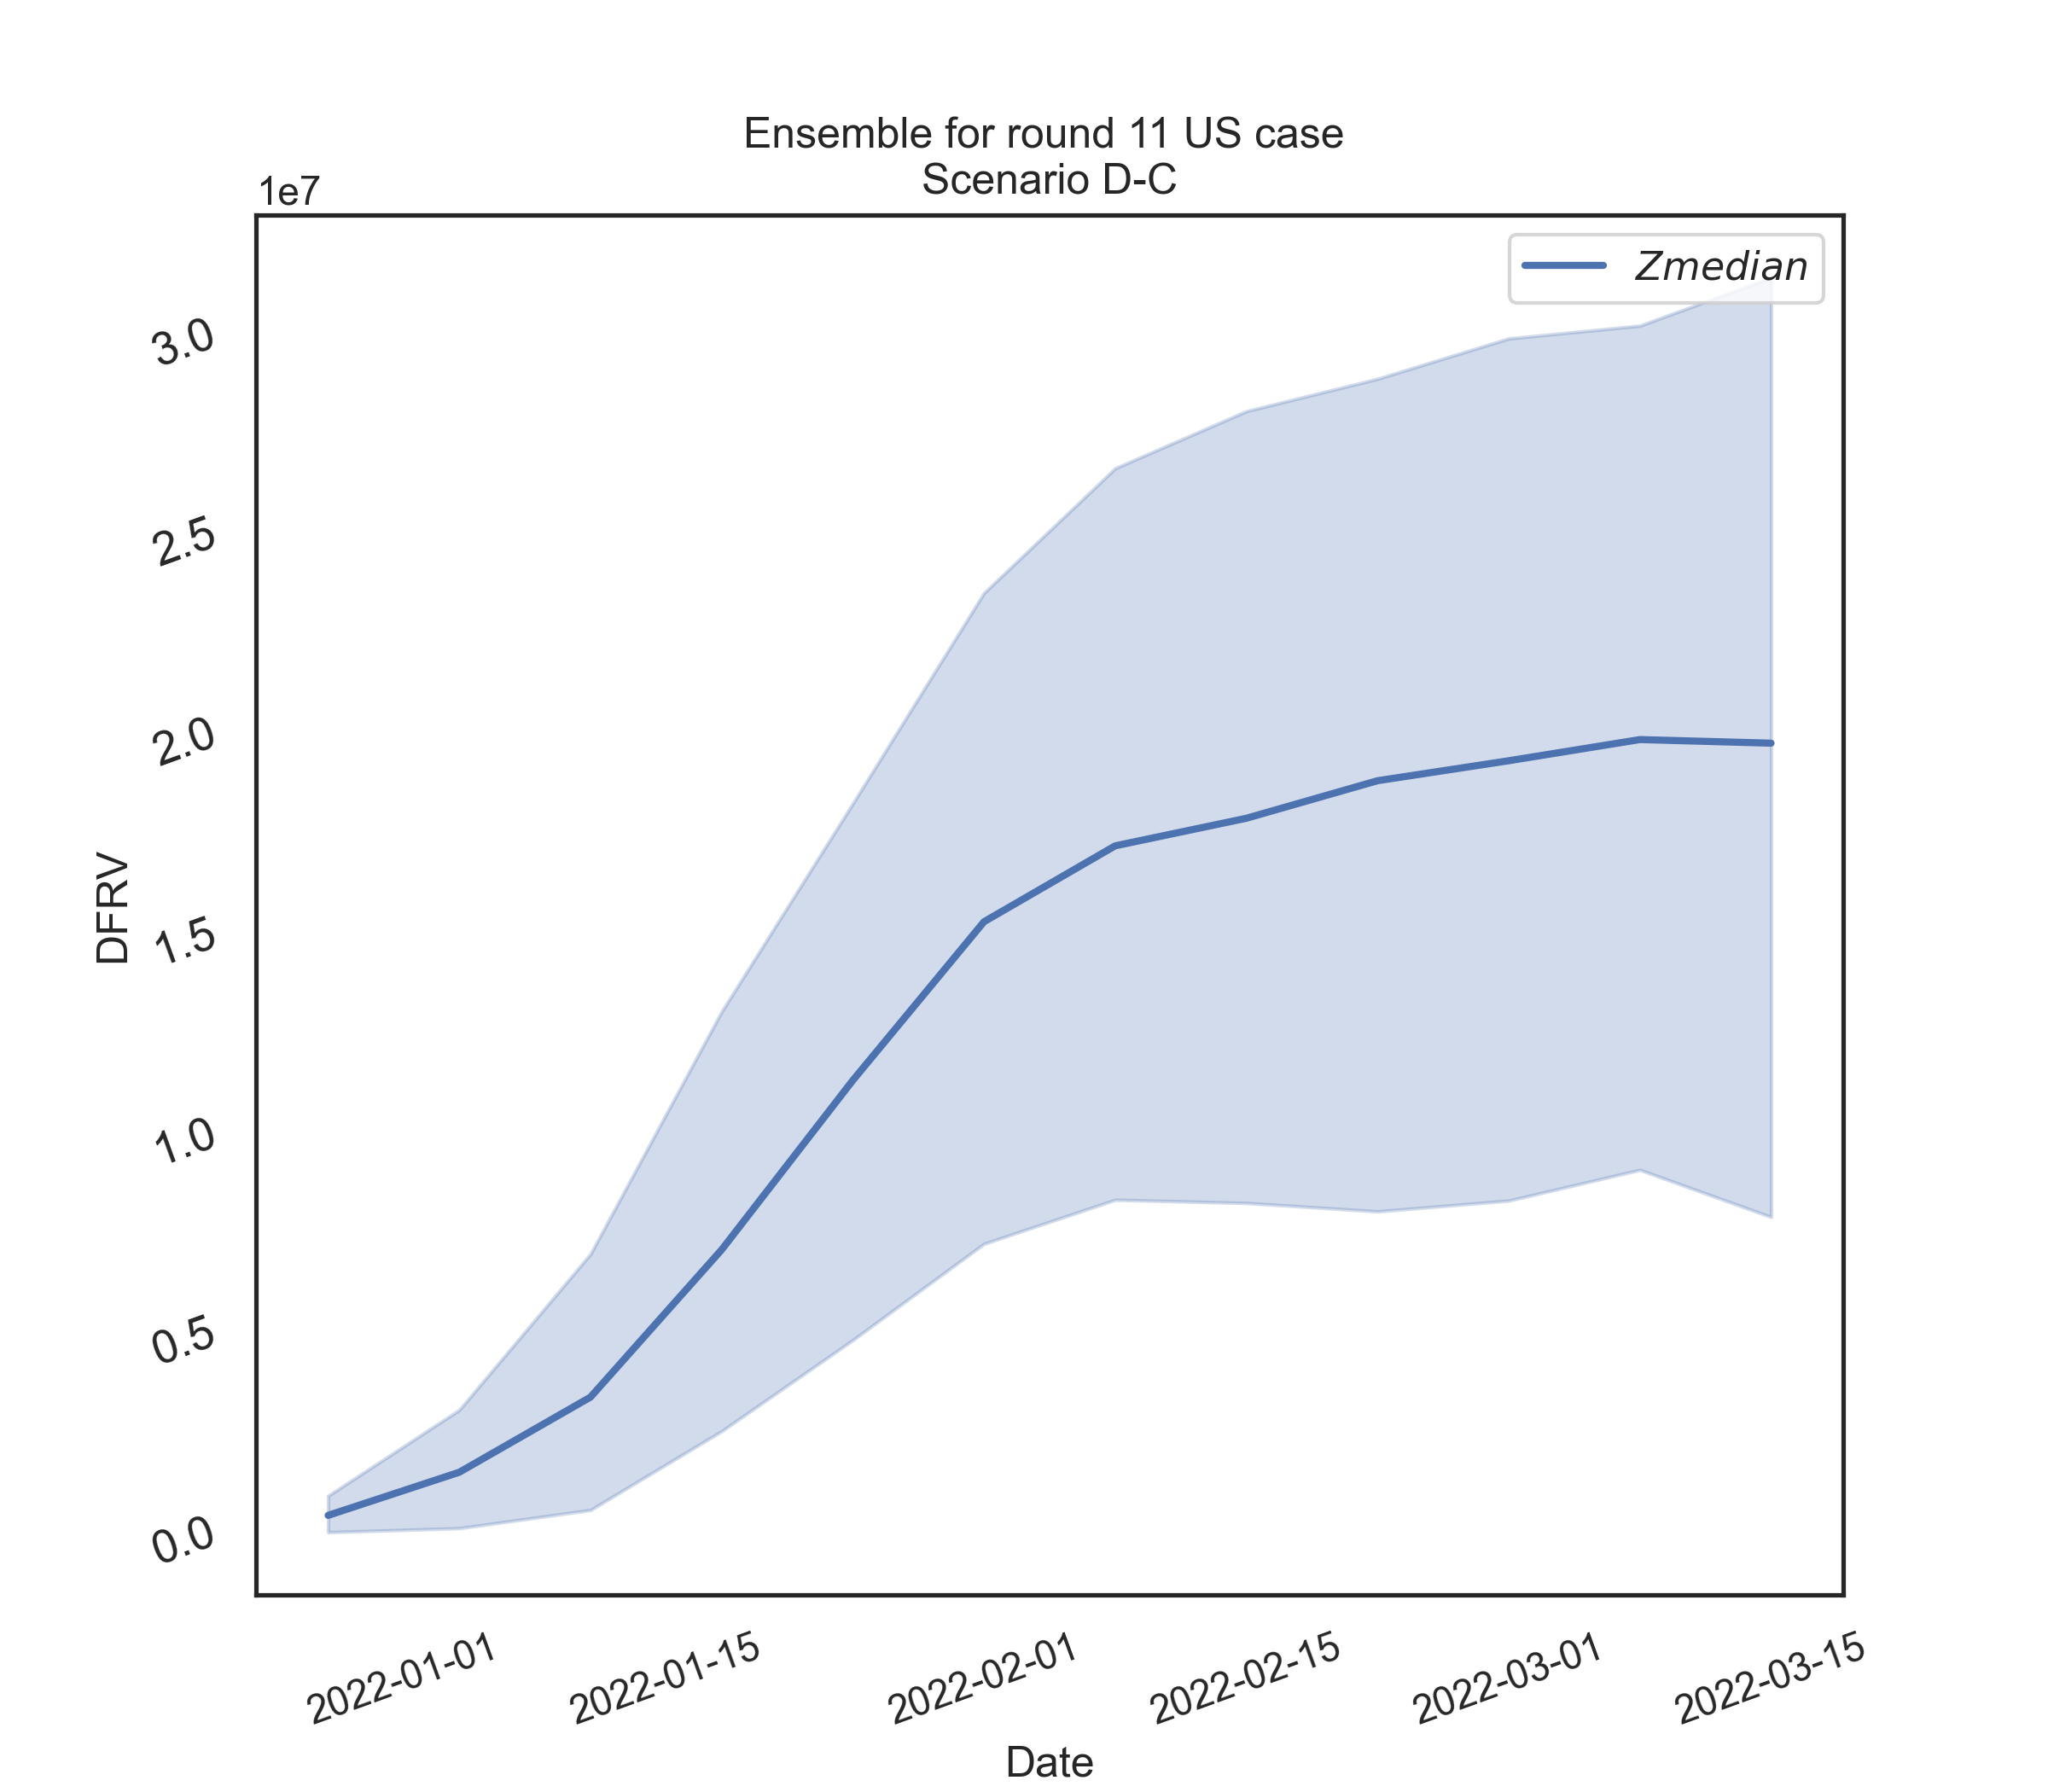 Ensemble for round 11 US case
Scenario D-C
1e7
Zmedian
3.0
2.5
2.0
1.5
1.0
0.5
0.0
DFRV
2022-01-01
2022-01-15
2022-02-01
2022-02-15
2022-03-01
2022-03-15
Date